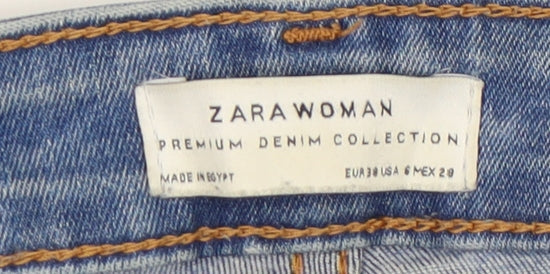 ZARA WOMAN
PREMIUM DENIM COLLECTION
MADE IN EGYPT EUR 38 USA 6 MEX 28